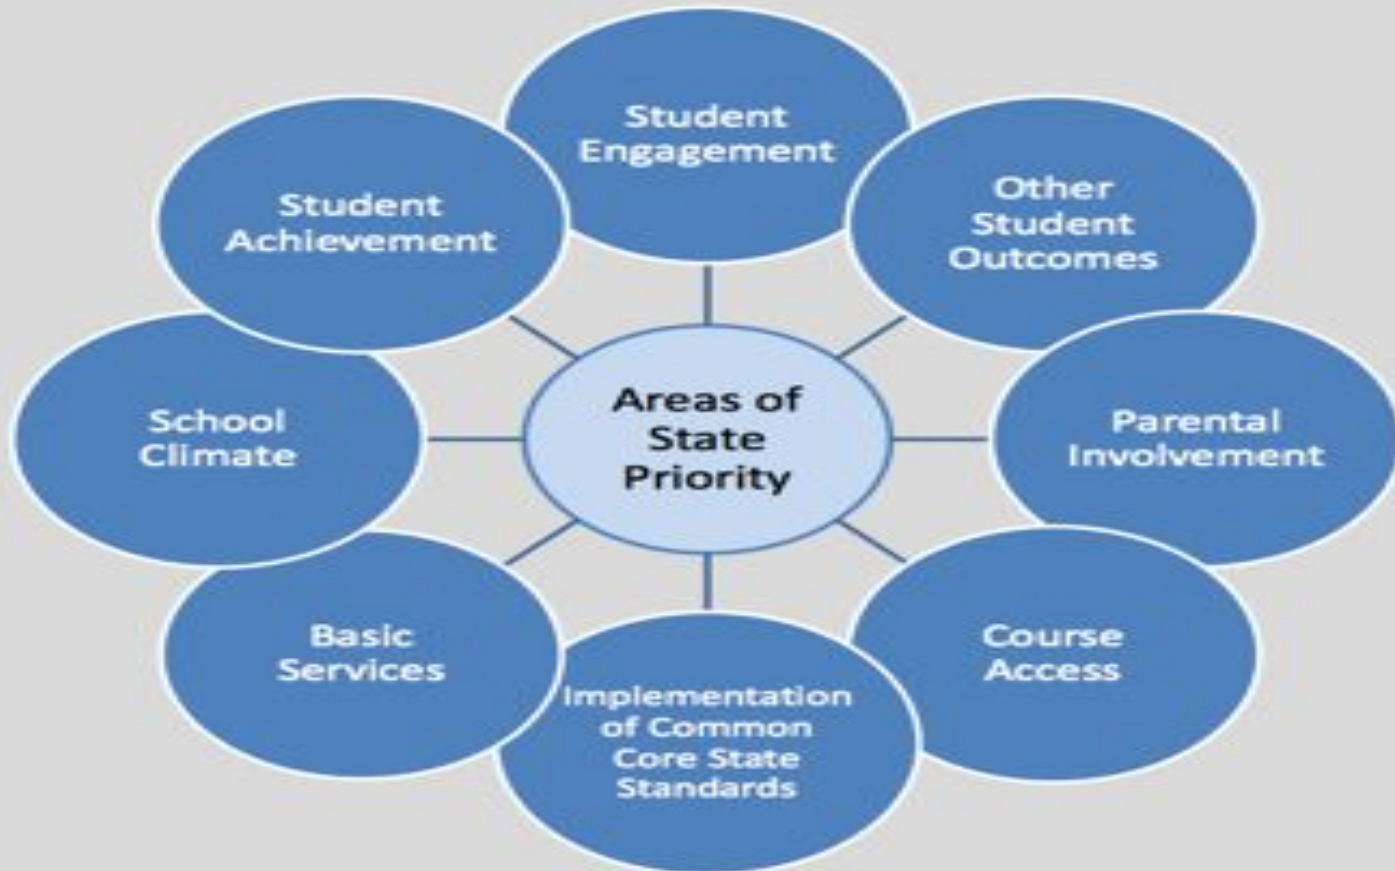 Student
Engagement
Other
Student
Outcomes
Parental
Involvement
Course
Access
Implementation
of Common
Core State
Standards
Basic
Services
School
Climate
Student
Achievement
Areas of
State
Priority